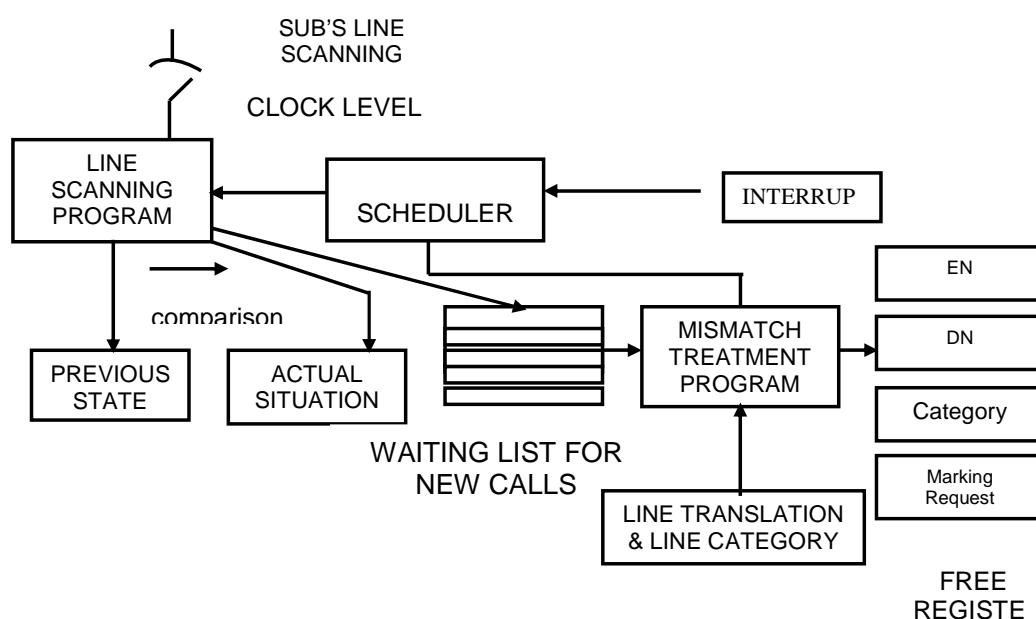 SUB'S LINE
SCANNING
CLOCK LEVEL
LINE
SCANNING
PROGRAM
SCHEDULER
INTERRUP
EN
comparison
MISMATCH
TREATMENT
PROGRAM
DN
PREVIOUS
STATE
ACTUAL
SITUATION
Category
WAITING LIST FOR
NEW CALLS
Marking
Request
LINE TRANSLATION
& LINE CATEGORY
FREE
REGISTE